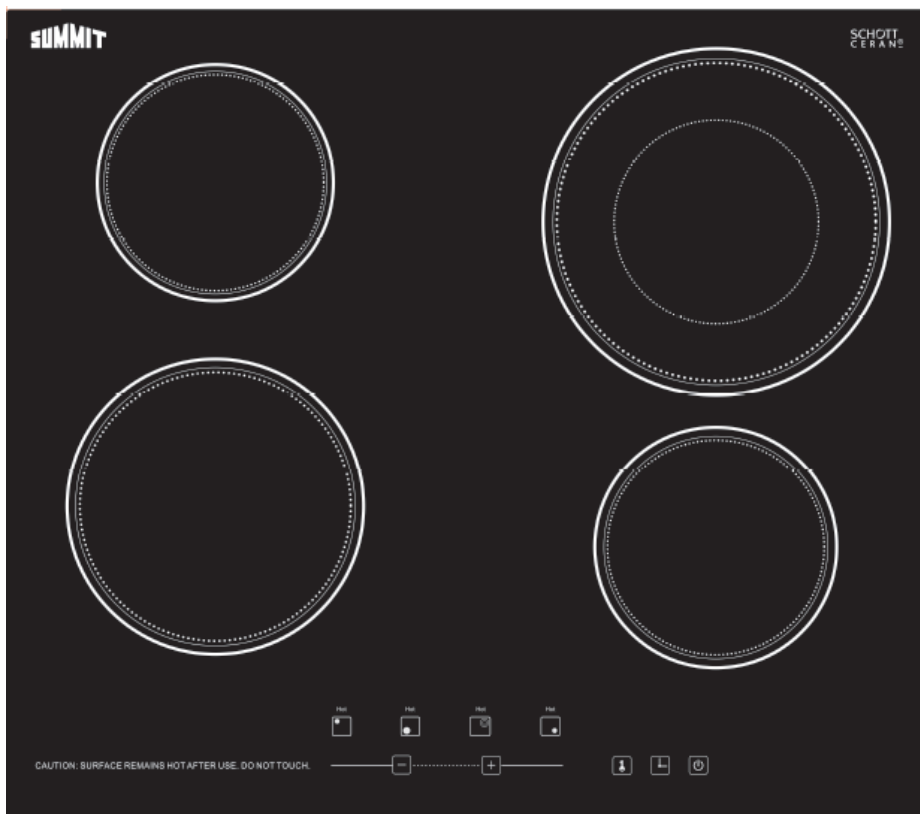 SUMMIT
SCHOTT
CERAN®
Hot Hot Hot Hot
CAUTION: SURFACE REMAINS HOT AFTER USE. DO NOT TOUCH.